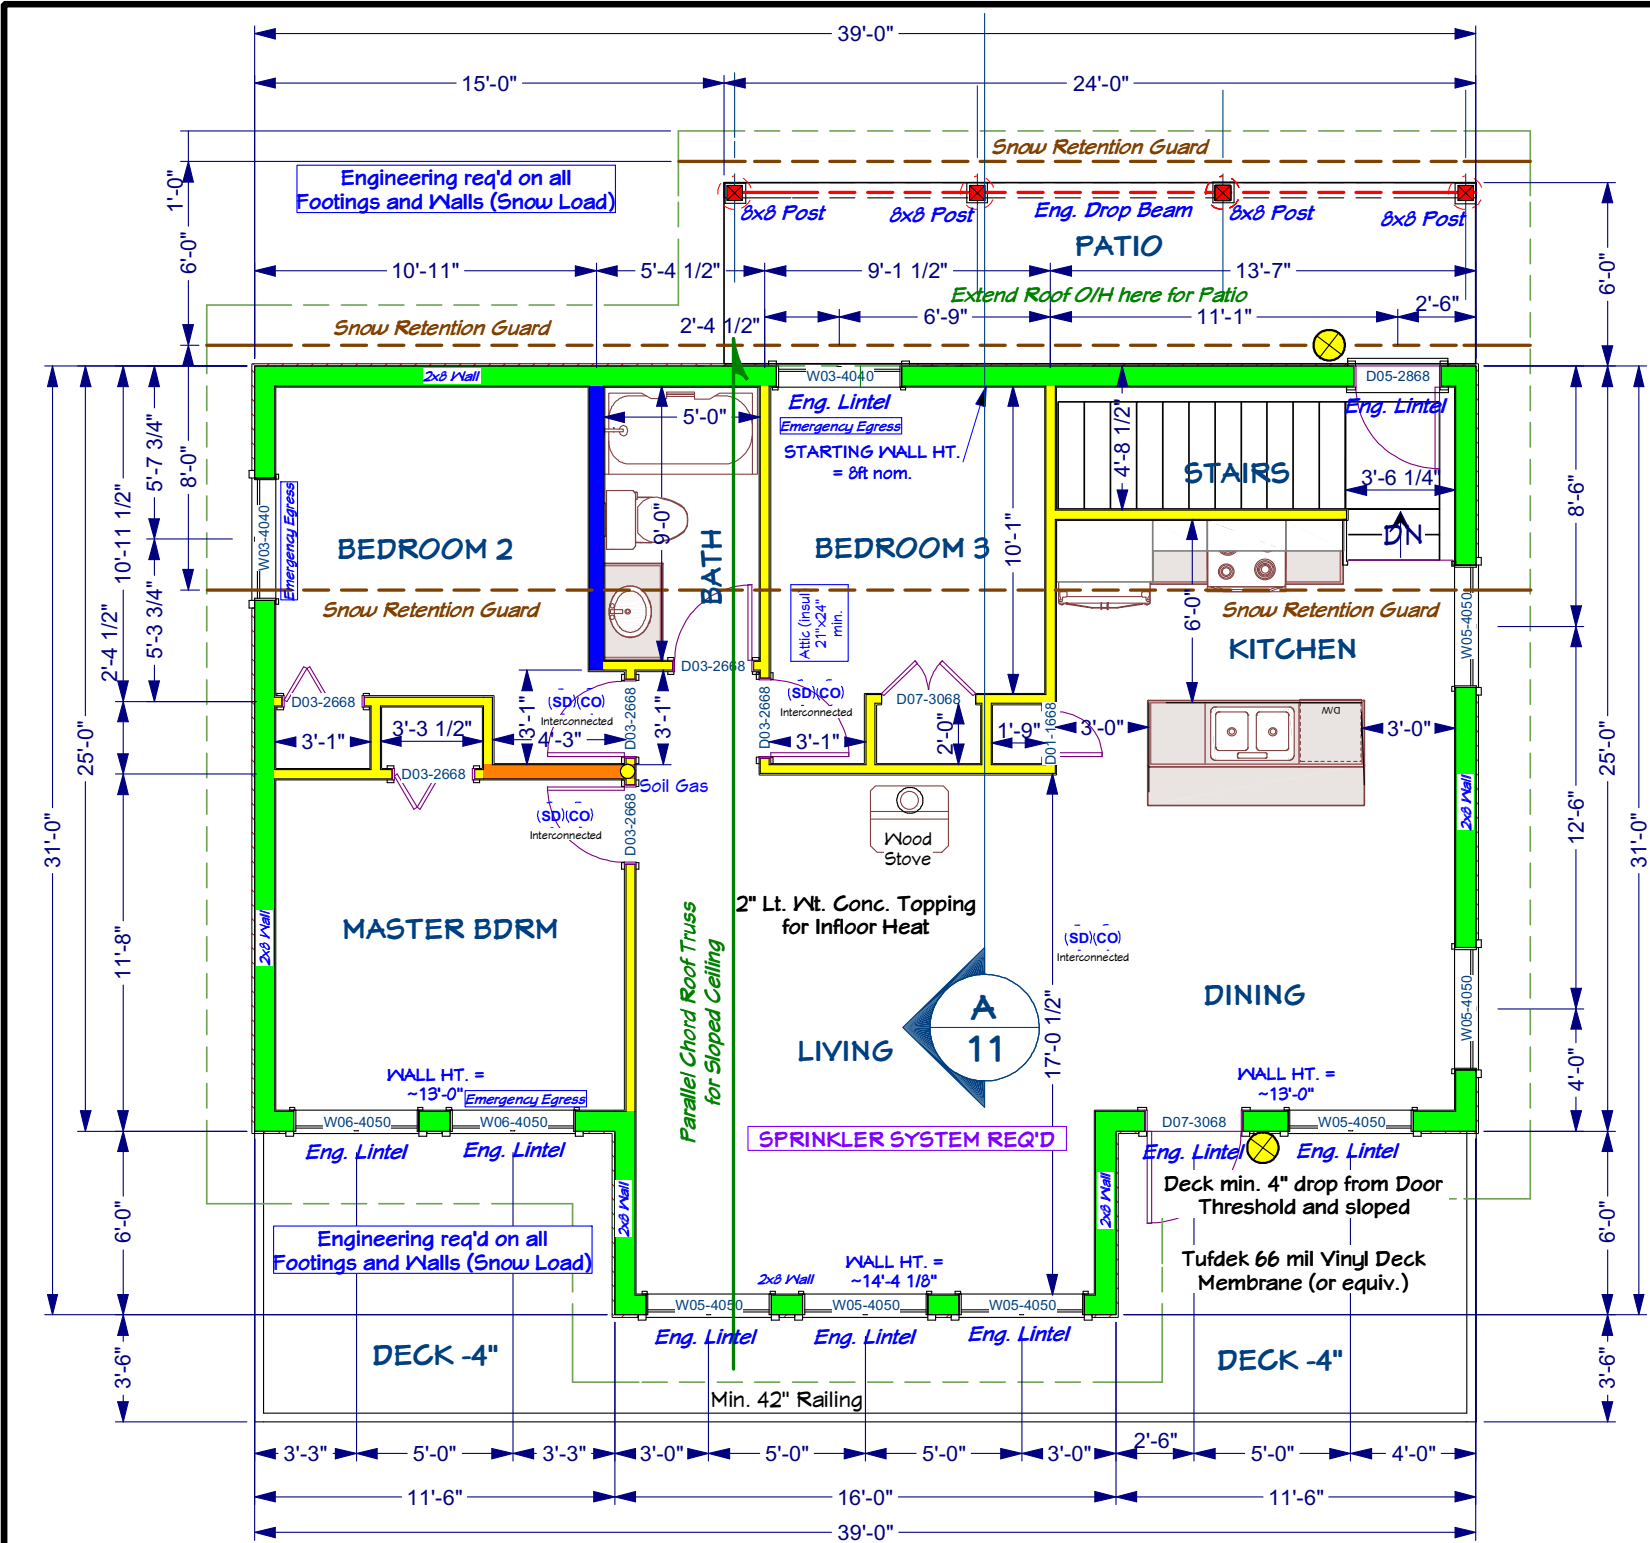 39'-0"
15'-0"
24'-0"
Snow Retention Guard
Engineering req'd on all
Footings and Walls (Snow Load)
1'-0"
6'-0"
8x8 Post
8x8 Post
Eng. Drop Beam
8x8 Post
8x8 Post
PATIO
6'-0"
10'-11"
5'-4 1/2"
9'-1 1/2"
13'-7"
Extend Roof O/H here for Patio
2'-6"
Snow Retention Guard
2'-4 1/2"
6'-9"
11'-1"
2x8 Wall
W03-4040
D05-2868
Eng. Lintel
Eng. Lintel
Emergency Egress
5'-0"
STARTING WALL HT.
= 8ft nom.
4'-8 1/2"
STAIRS
3'-6 1/4"
DN
8'-6"
31'-0"
25'-0"
10'-11 1/2"
5'-7 3/4"
8'-0"
5'-3 3/4"
2'-4 1/2"
W03-4040
Emergency Egress
BEDROOM 2
9'-0"
BATH
BEDROOM 3
10'-1"
Attic (insul
21"x24"
min.
Snow Retention Guard
6'-0"
Snow Retention Guard
KITCHEN
W05-4050
D03-2668
D03-2668
3'-1"
3'-3 1/2"
3'-1"
(SD)(CO)
Interconnected
4'-3"
D03-2668
3'-1"
D03-2668
(SD)(CO)
Interconnected
3'-1"
D07-3068
2'-0"
1'-9"
D01-1668
3'-0"
D/W
3'-0"
D03-2668
Soil Gas
(SD)(CO)
Interconnected
D03-2668
Wood
Stove
2x8 Wall
12'-6"
25'-0"
31'-0"
2x8 Wall
11'-8"
MASTER BDRM
2" Lt. Wt. Conc. Topping
for Infloor Heat
(SD)(CO)
Interconnected
Parallel Chord Roof Truss
for Sloped Ceiling
DINING
A
11
LIVING
17'-0 1/2"
W05-4050
4'-0"
WALL HT. =
~13'-0"
Emergency Egress
WALL HT. =
~13'-0"
W06-4050
W06-4050
Eng. Lintel
Eng. Lintel
SPRINKLER SYSTEM REQ'D
D07-3068
W05-4050
Eng. Lintel
Eng. Lintel
Deck min. 4" drop from Door
Threshold and sloped
6'-0"
2x8 Wall
2x8 Wall
6'-0"
Engineering req'd on all
Footings and Walls (Snow Load)
WALL HT. =
~14'-4 1/8"
2x8 Wall
Tufdek 66 mil Vinyl Deck
Membrane (or equiv.)
W05-4050
W05-4050
W05-4050
Eng. Lintel
Eng. Lintel
Eng. Lintel
3'-6"
DECK -4"
DECK -4"
3'-6"
Min. 42" Railing
3'-3"
5'-0"
3'-3"
3'-0"
5'-0"
5'-0"
3'-0"
2'-6"
5'-0"
4'-0"
11'-6"
16'-0"
11'-6"
39'-0"